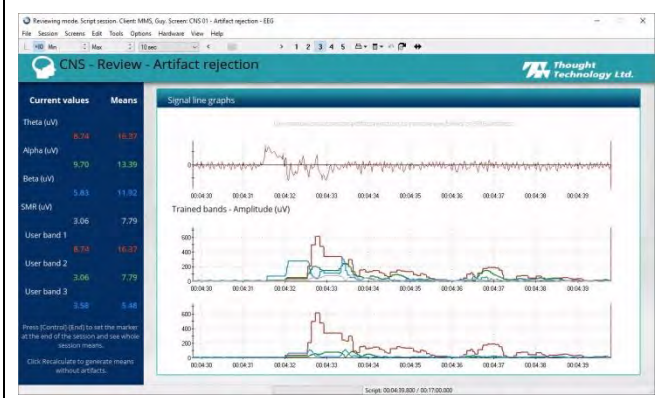 Reviewing mode. Script session. Client: MMS, Guy. Screen: CNS 01 - Artifact rejection - EEG
File Session Screens Edit Tools Options Hardware View Help
Min Max 10 sec 1 2 3 4 5
CNS - Review - Artifact rejection
Thought
Technology Ltd.
Current values Means
Signal line graphs
Theta (uV)
8.74 16.37
Alpha (uV)
9.70 13.39
Beta (uV)
5.83 11.92
SMR (uV)
3.06 7.79
User band 1
8.74 16.37
User band 2
3.06 7.79
User band 3
3.58 5.48
Press [Control] [End] to set the marker
at the end of the session and see whole
session means.
Click Recalculate to generate means
without artifacts.
0
00:04:30 00:04:31 00:04:32 00:04:33 00:04:34 00:04:35 00:04:36 00:04:37 00:04:38 00:04:39
Trained bands - Amplitude (uV)
600
400
200
0
00:04:30 00:04:31 00:04:32 00:04:33 00:04:34 00:04:35 00:04:36 00:04:37 00:04:38 00:04:39
600
400
200
0
00:04:30 00:04:31 00:04:32 00:04:33 00:04:34 00:04:35 00:04:36 00:04:37 00:04:38 00:04:39
Script: 00:04:39.800 / 00:17:00.000